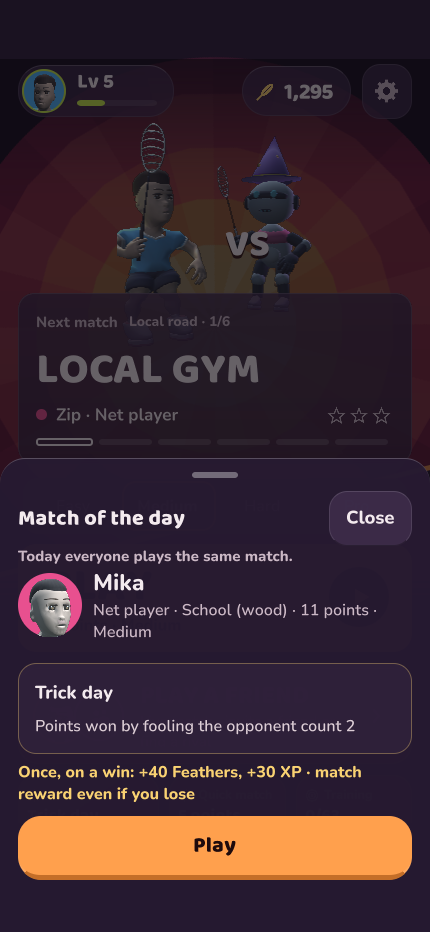 Lv 5
1,295
VS
Next match Local road · 1/6
LOCAL GYM
Zip · Net player
Match of the day
Close
Today everyone plays the same match.
Mika
Net player · School (wood) · 11 points ·
Medium
Trick day
Points won by fooling the opponent count 2
Once, on a win: +40 Feathers, +30 XP · match
reward even if you lose
Play